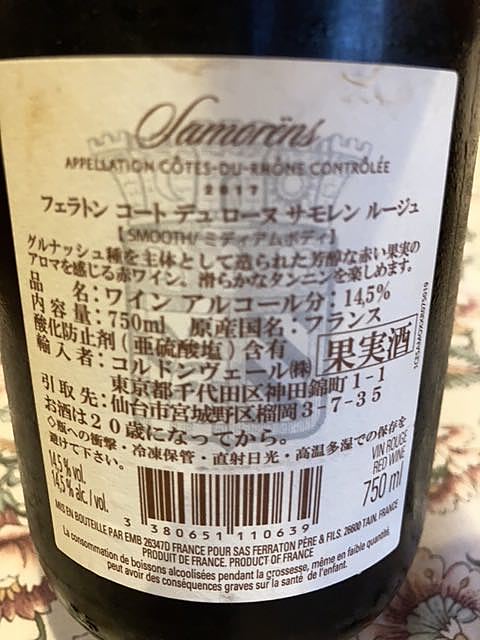 Samorëns
APPELLATION CÔTES-DU-RHÔNE CONTRÔLÉE
2017
フェラトン コート デュ ローヌ サモレン ルージュ
【SMOOTH/ ミディアムボディ】
グルナッシュ種を主体として造られた芳醇な赤い果実の
アロマを感じる赤ワイン。滑らかなタンニンを楽しめます。
品 名：ワイン アルコール分：14,5%
内容量：750ml 原産国名：フランス
酸化防止剤（亜硫酸塩）含有
輸入者：コルドンヴェール㈱ 果実酒
東京都千代田区神田錦町1-1
引取先：仙台市宮城野区榴岡3-7-35
お酒は20歳になってから。
◇瓶への衝撃・冷凍保管・直射日光・高温多湿での保存を
避けて下さい。
14,5% vol.
14,5% alc./ vol.
VIN ROUGE
RED WINE
750 ml
3 380651 110639
MIS EN BOUTEILLE PAR EMB 26347D FRANCE POUR SAS FERRATON PÈRE & FILS. 26600 TAIN. FRANCE
PRODUIT DE FRANCE. PRODUCT OF FRANCE
La consommation de boissons alcoolisées pendant la grossesse, même en faible quantité,
peut avoir des conséquences graves sur la santé de l'enfant.